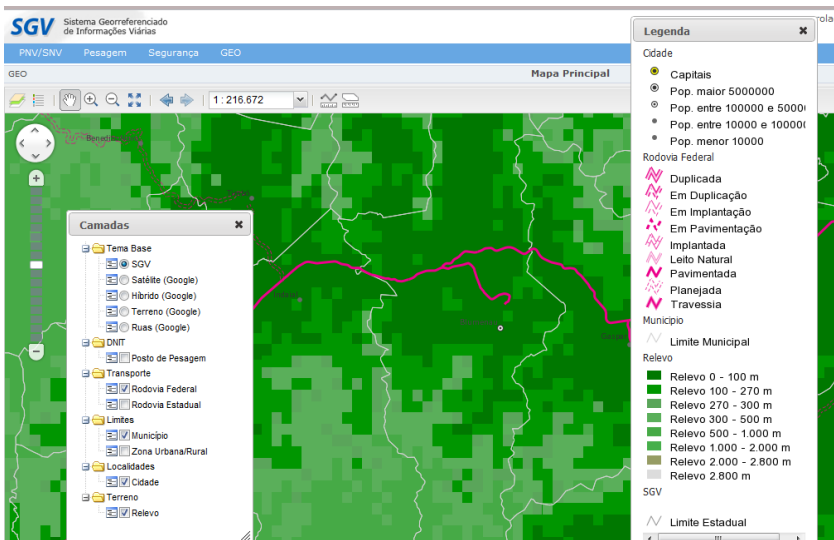 SGV Sistema Georreferenciado
de Informações Viárias
PNV/SNV Pesagem Segurança GEO
GEO
Mapa Principal
1 : 216.672
Camadas
Tema Base
SGV
Satélite (Google)
Híbrido (Google)
Terreno (Google)
Ruas (Google)
DNIT
Posto de Pesagem
Transporte
Rodovia Federal
Rodovia Estadual
Limites
Município
Zona Urbana/Rural
Localidades
Cidade
Terreno
Relevo
Timbó
Indaial
Gaspar
Legenda
Cidade
Capitais
Pop. maior 5000000
Pop. entre 100000 e 5000
Pop. entre 10000 e 100000
Pop. menor 10000
Rodovia Federal
Duplicada
Em Duplicação
Em Implantação
Em Pavimentação
Implantada
Leito Natural
Pavimentada
Planejada
Travessia
Municipio
Limite Municipal
Relevo
Relevo 0 - 100 m
Relevo 100 - 270 m
Relevo 270 - 300 m
Relevo 300 - 500 m
Relevo 500 - 1.000 m
Relevo 1.000 - 2.000 m
Relevo 2.000 - 2.800 m
Relevo 2.800 m
SGV
Limite Estadual